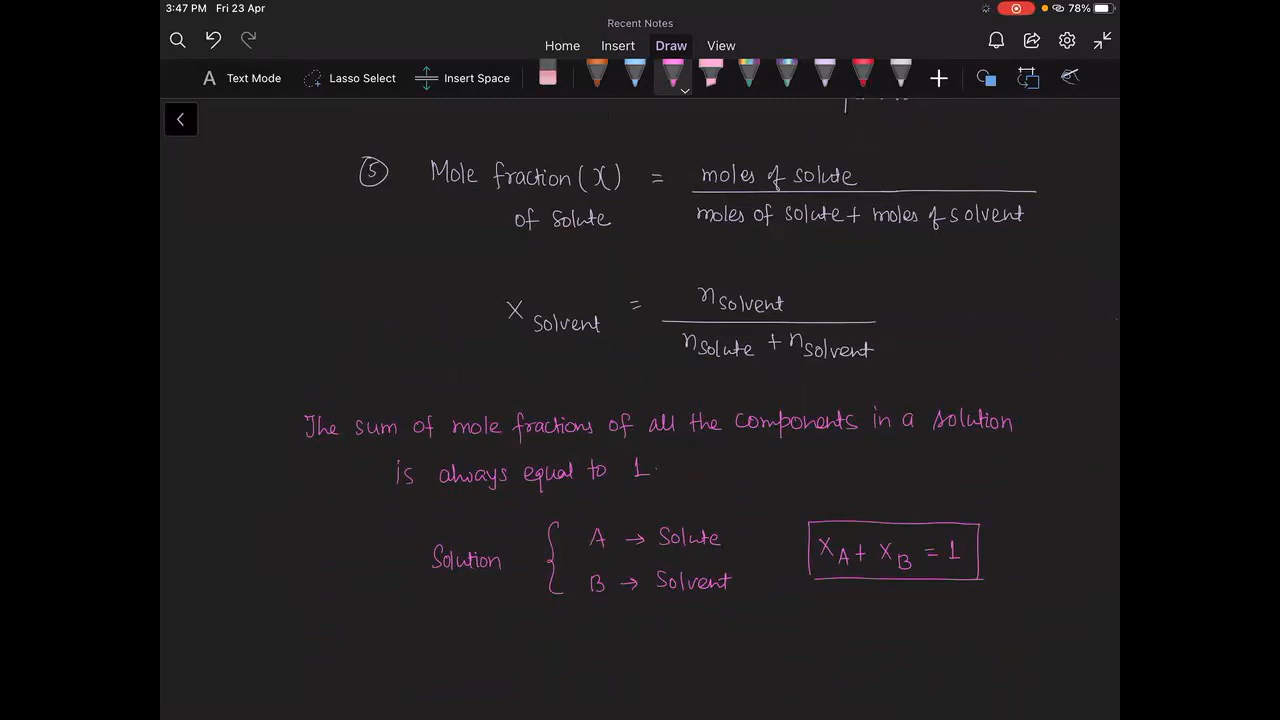 3:47 PM Fri 23 Apr
78%
Recent Notes
Home Insert Draw View
A Text Mode Lasso Select Insert Space
5 Mole fraction (X) = moles of solute
of solute moles of solute + moles of solvent
X solvent = n solvent
n solute + n solvent
The sum of mole fractions of all the components in a solution
is always equal to 1.
Solution { A → Solute
B → Solvent
X A + X B = 1